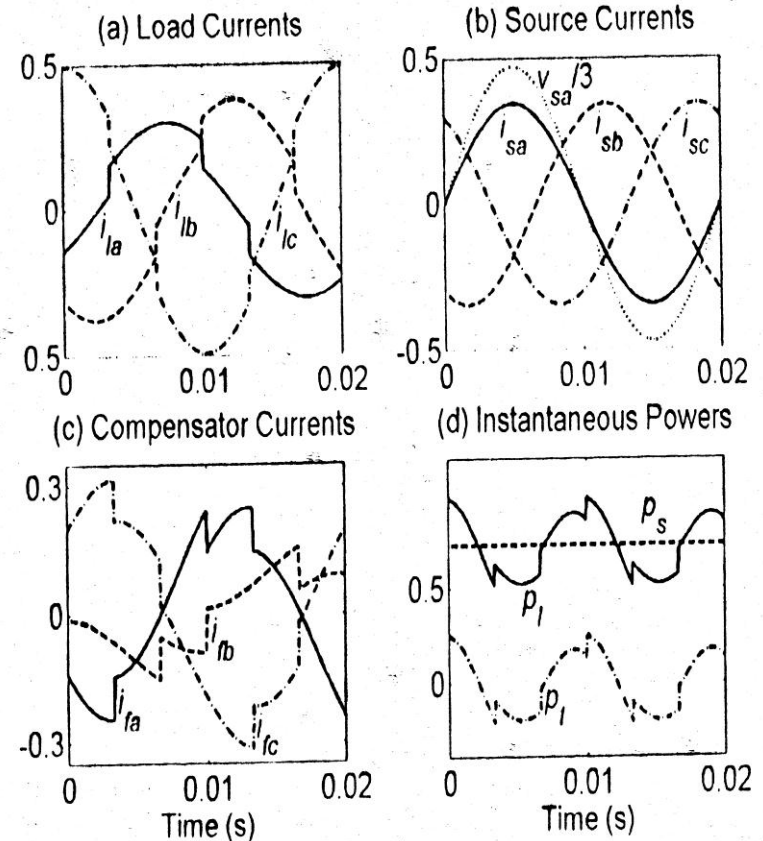 (a) Load Currents
0.5
0
0.5
i_la
i_lb
i_lc
0
0.01
0.02
(b) Source Currents
0.5
0
-0.5
v_sa/3
i_sa
i_sb
i_sc
0
0.01
0.02
(c) Compensator Currents
0.3
0
-0.3
i_fa
i_fb
i_fc
0
0.01
0.02
Time (s)
(d) Instantaneous Powers
0.5
0
p_s
p_l
p_f
0
0.01
0.02
Time (s)